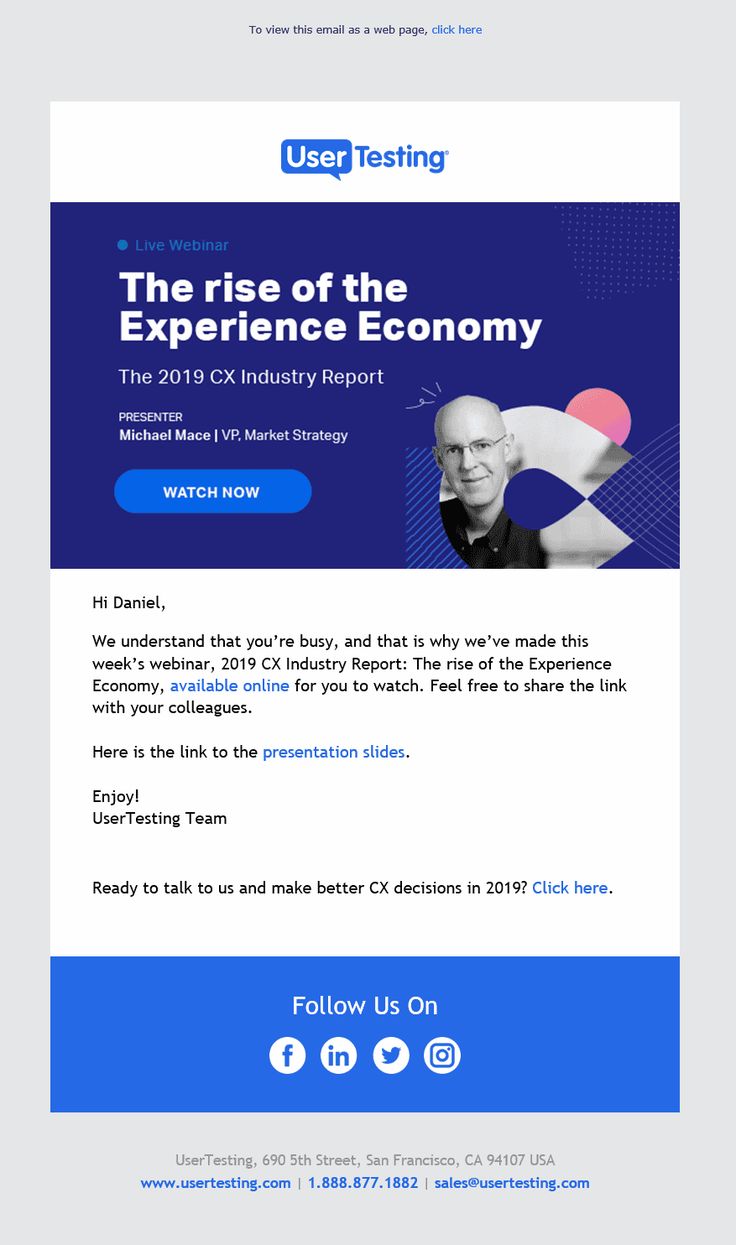 To view this email as a web page, click here
User Testing®
Live Webinar
The rise of the
Experience Economy
The 2019 CX Industry Report
PRESENTER
Michael Mace | VP, Market Strategy
WATCH NOW
Hi Daniel,
We understand that you’re busy, and that is why we’ve made this
week’s webinar, 2019 CX Industry Report: The rise of the Experience
Economy, available online for you to watch. Feel free to share the link
with your colleagues.
Here is the link to the presentation slides.
Enjoy!
UserTesting Team
Ready to talk to us and make better CX decisions in 2019? Click here.
Follow Us On
UserTesting, 690 5th Street, San Francisco, CA 94107 USA
www.usertesting.com | 1.888.877.1882 | sales@usertesting.com